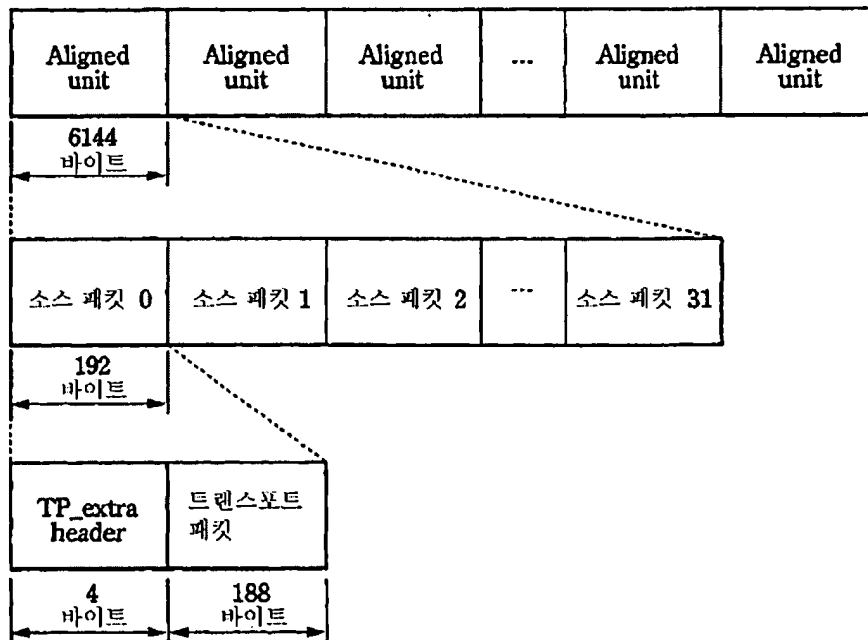 Aligned unit
Aligned unit
Aligned unit
...
Aligned unit
Aligned unit
6144
바이트
소스 패킷 0
소스 패킷 1
소스 패킷 2
...
소스 패킷 31
192
바이트
TP_extra
header
트랜스포트
패킷
4
바이트
188
바이트